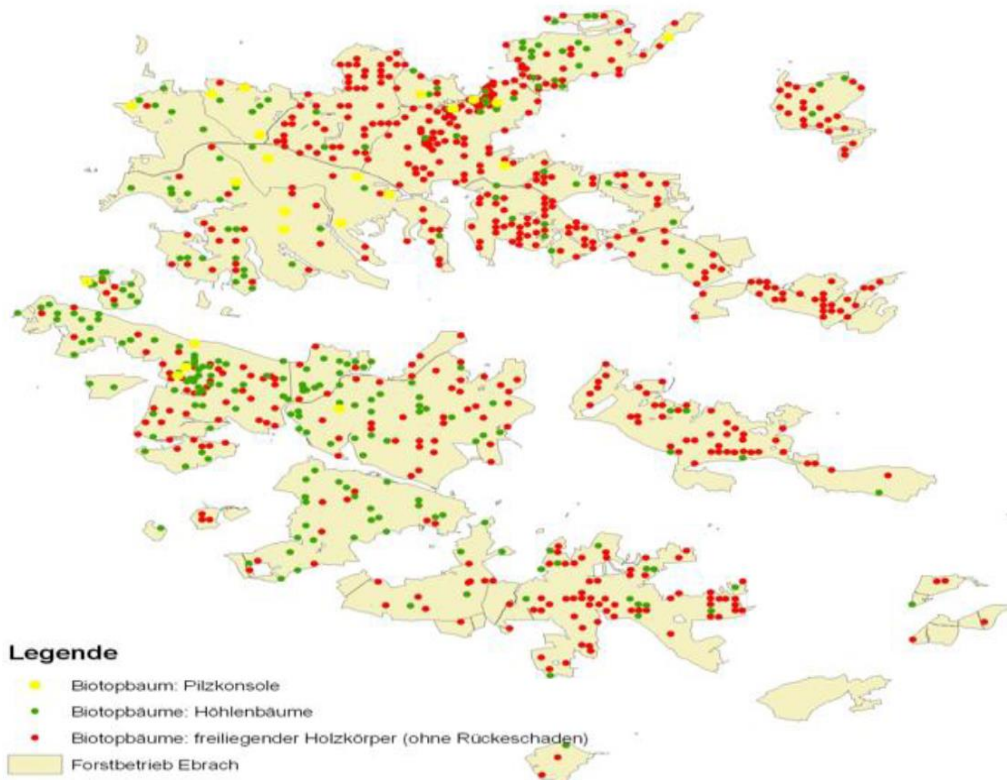 Legende
Biotopbaum: Pilzkonsole
Biotopbäume: Höhlenbäume
Biotopbäume: freiliegender Holzkörper (ohne Rückeschaden)
Forstbetrieb Ebrach